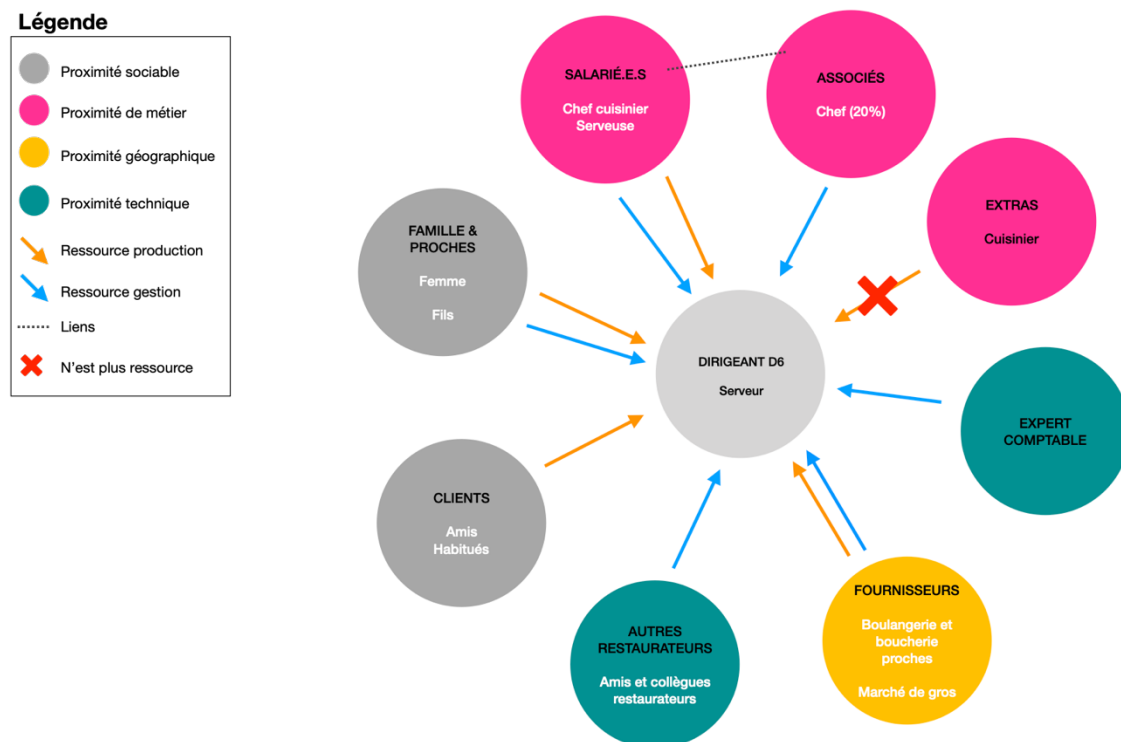 Légende
Proximité sociable
Proximité de métier
Proximité géographique
Proximité technique
Ressource production
Ressource gestion
Liens
N'est plus ressource
SALARIÉ.E.S
Chef cuisinier
Serveuse
ASSOCIÉS
Chef (20%)
EXTRAS
Cuisinier
FAMILLE &
PROCHES
Femme
Fils
DIRIGEANT D6
Serveur
EXPERT
COMPTABLE
CLIENTS
Amis
Habitués
AUTRES
RESTAURATEURS
Amis et collègues
restaurateurs
FOURNISSEURS
Boulangerie et
boucherie
proches
Marché de gros